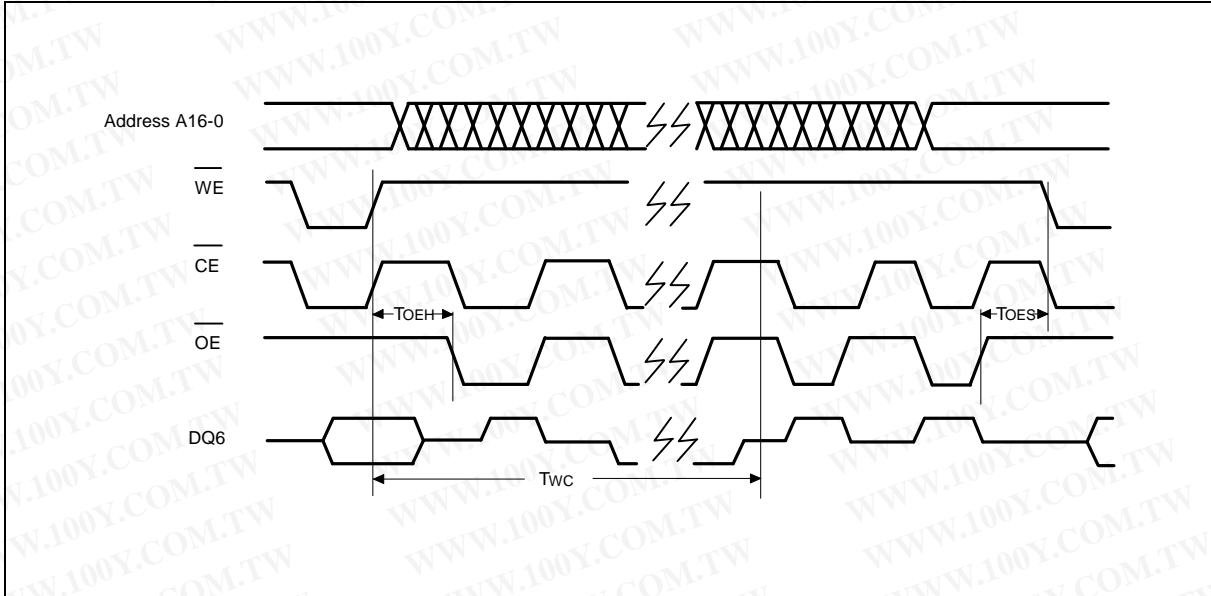 Address A16-0
WE
CE
TOEH
TOES
OE
DQ6
TWC
WWW.100Y.COM.TW